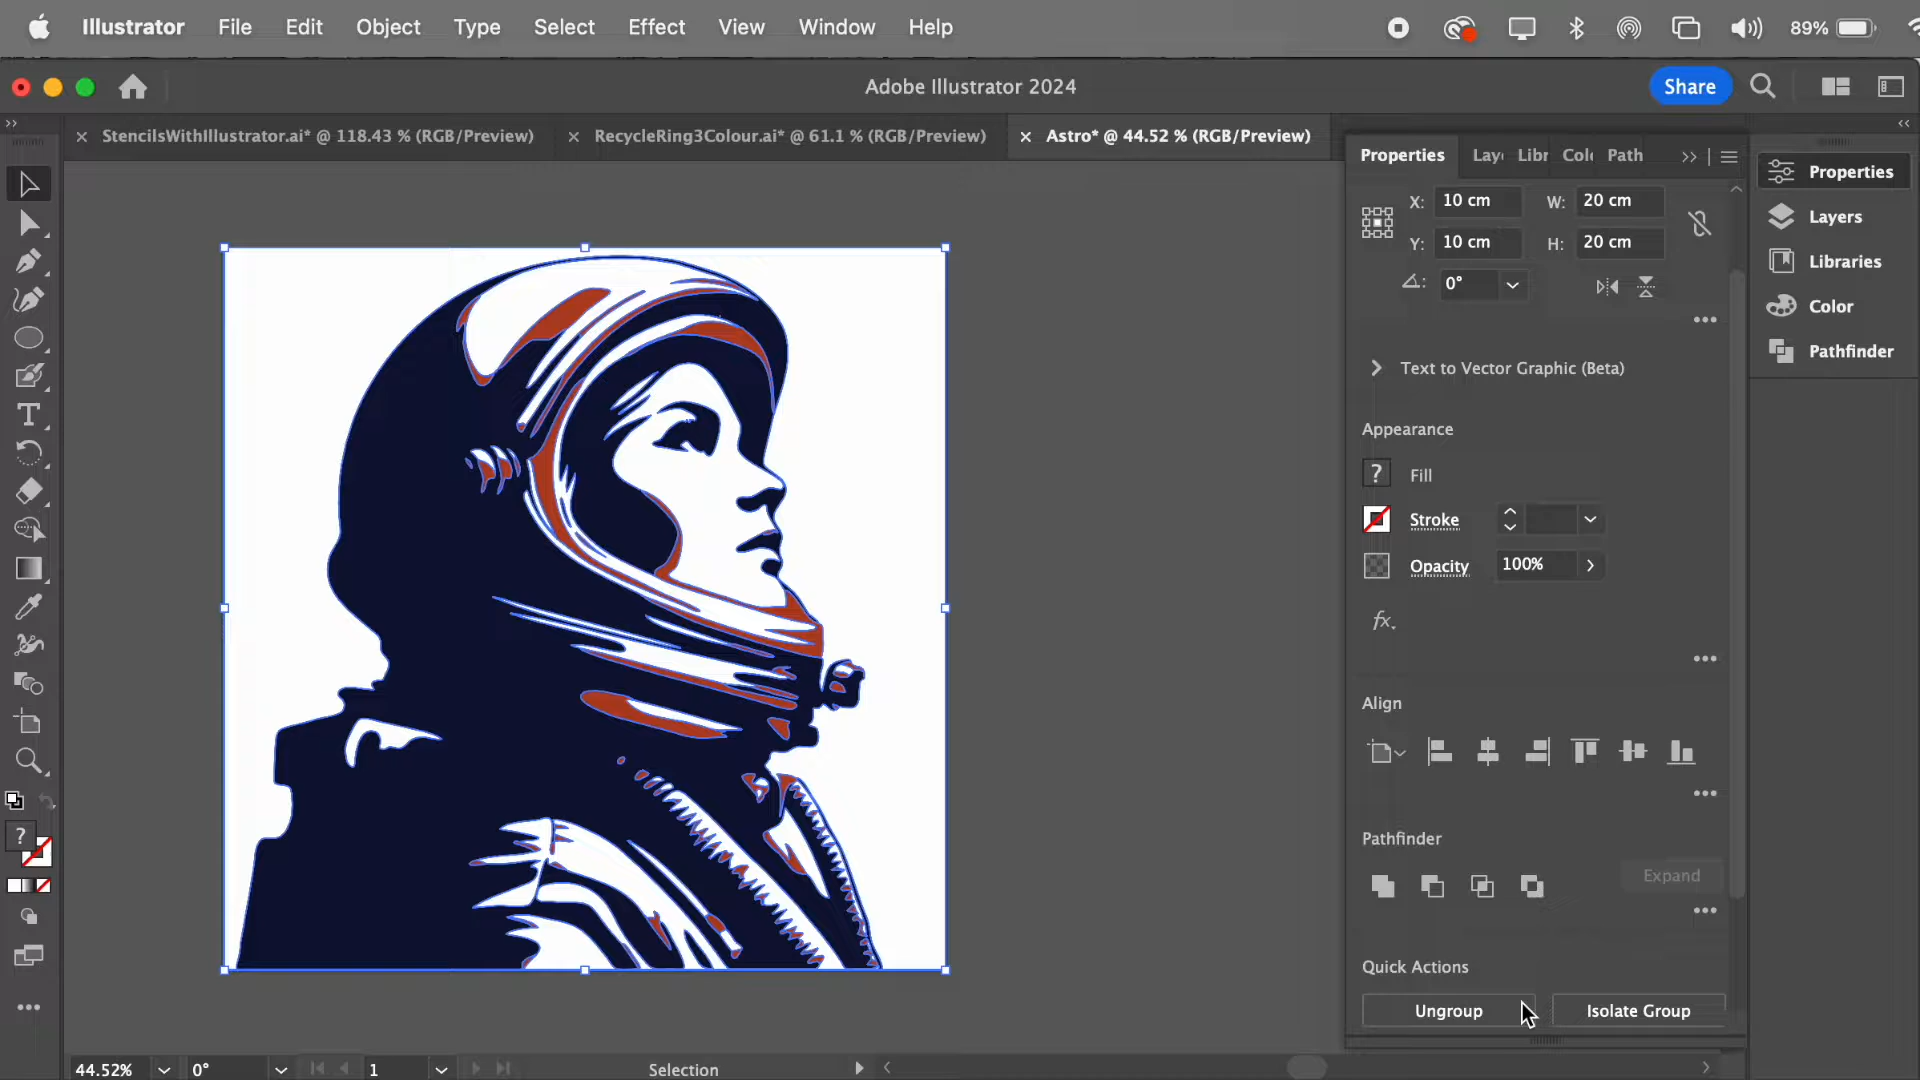 Illustrator File Edit Object Type Select Effect View Window Help 89%
Adobe Illustrator 2024 Share
StencilsWithIllustrator.ai* @ 118.43 % (RGB/Preview) RecycleRing3Colour.ai* @ 61.1 % (RGB/Preview) Astro* @ 44.52 % (RGB/Preview)
Properties Laye Libr Colo Path
X: 10 cm W: 20 cm
Y: 10 cm H: 20 cm
0°
Text to Vector Graphic (Beta)
Appearance
? Fill
Stroke
Opacity 100%
fx.
Align
Pathfinder
Expand
Quick Actions
Ungroup Isolate Group
Properties
Layers
Libraries
Color
Pathfinder
T
?
44.52% 0° 1 Selection